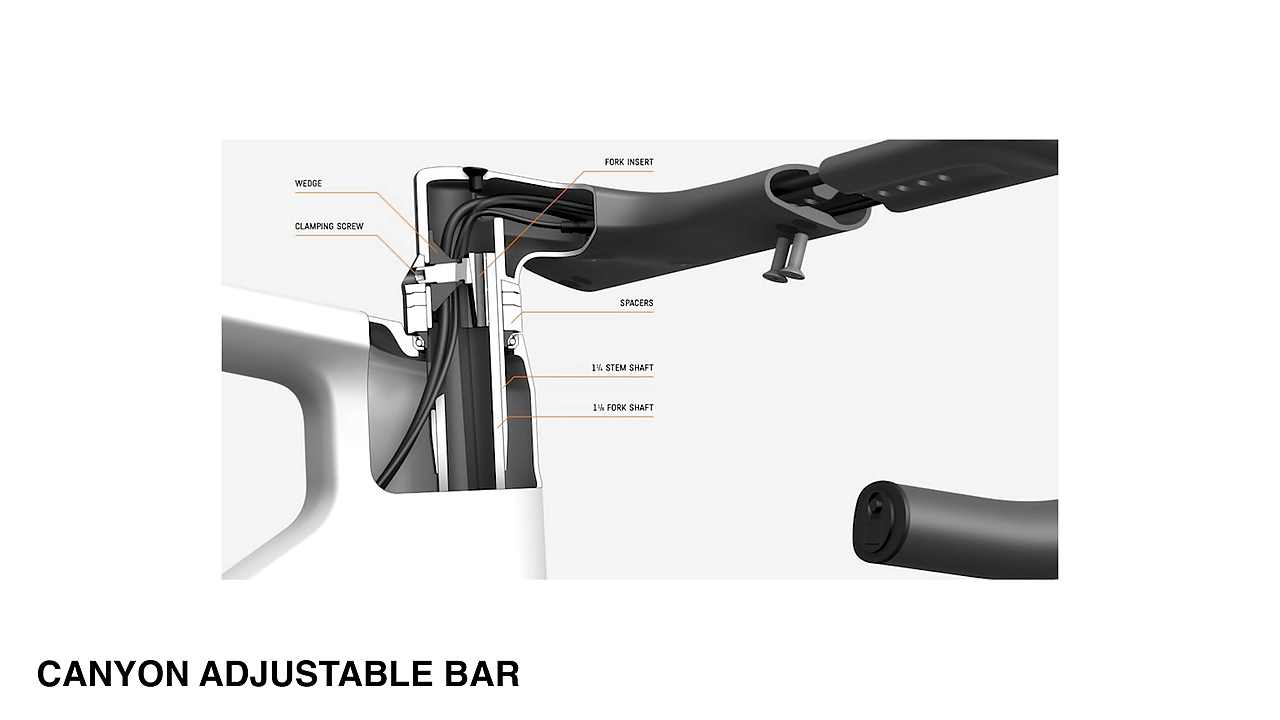 FORK INSERT
WEDGE
CLAMPING SCREW
SPACERS
1¼ STEM SHAFT
1⅛ FORK SHAFT
CANYON ADJUSTABLE BAR